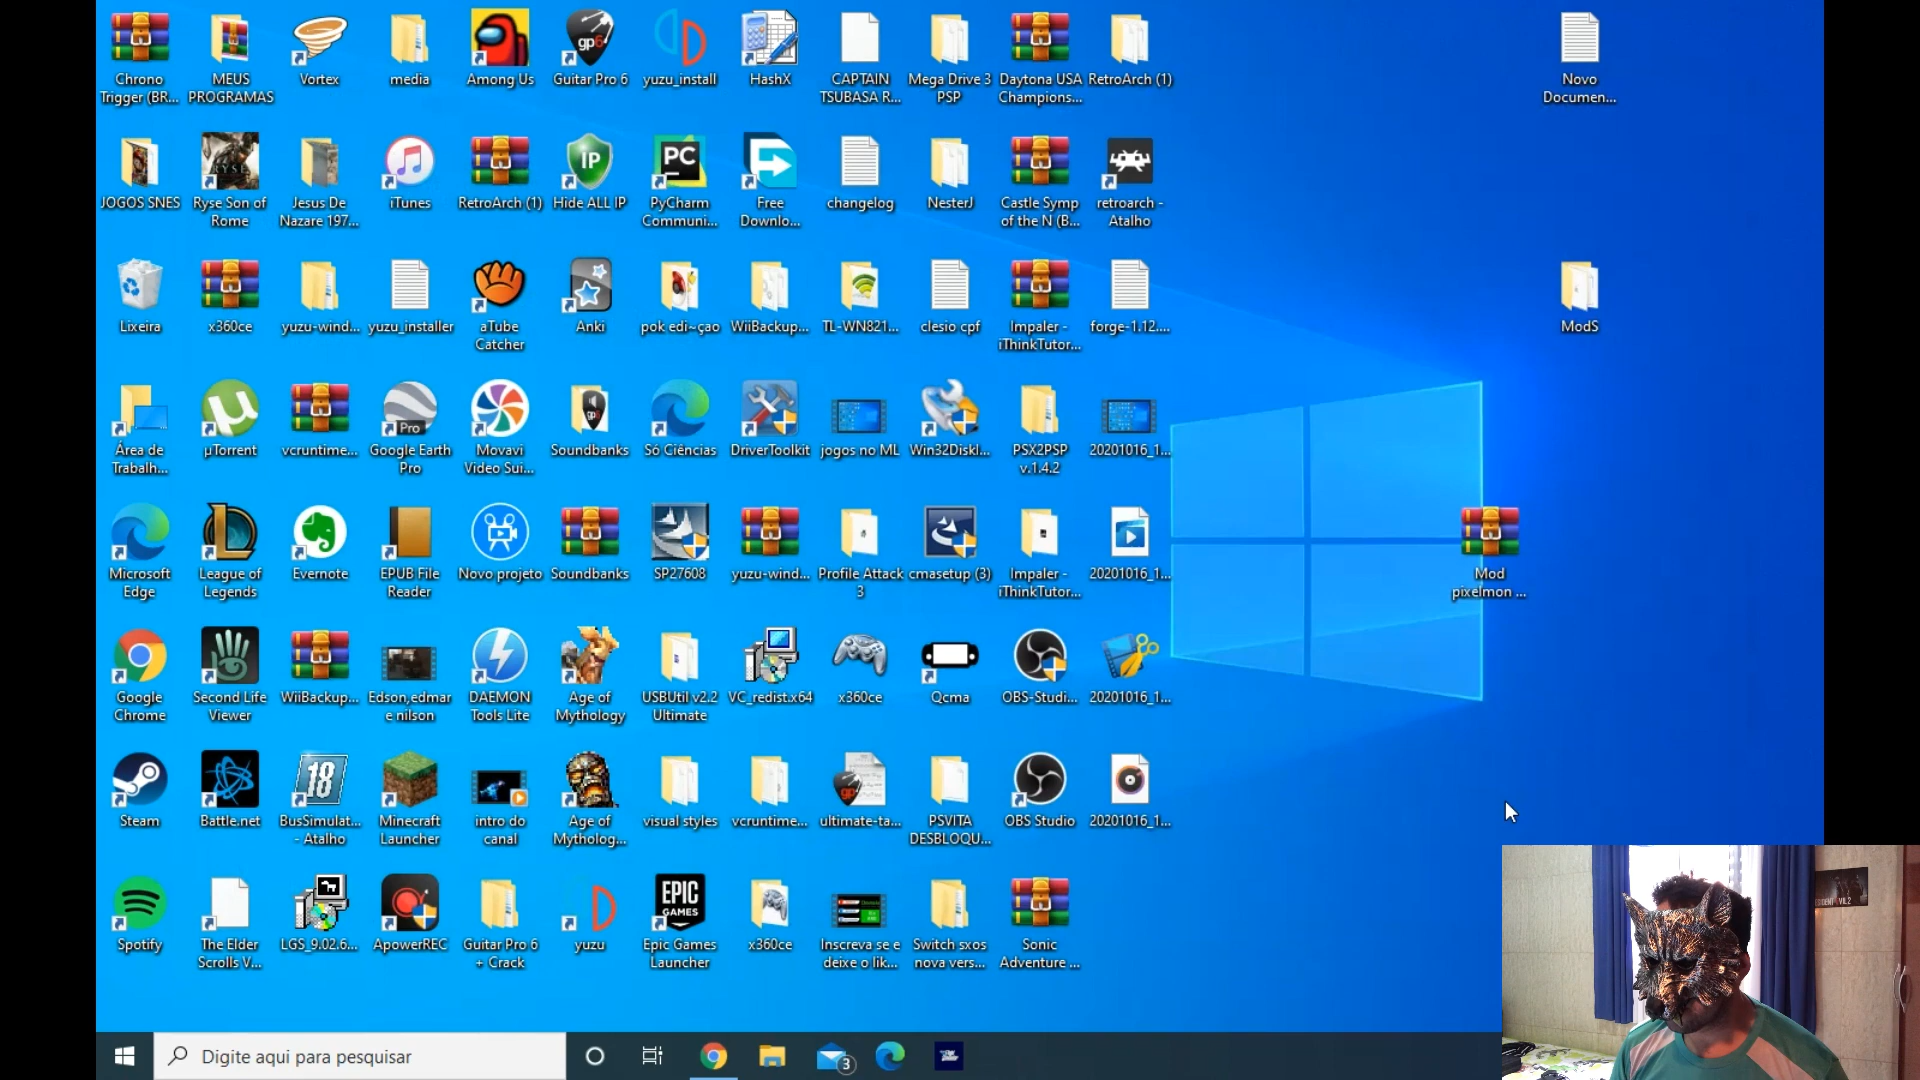 Chrono
Trigger (BR...
MEUS
PROGRAMAS
Vortex
media
Among Us
Guitar Pro 6
yuzu_install
HashX
CAPTAIN
TSUBASA R...
Mega Drive 3
PSP
Daytona USA
Champions...
RetroArch (1)
Novo
Documen...
JOGOS SNES
Ryse Son of
Rome
Jesus De
Nazare 197...
iTunes
RetroArch (1)
Hide ALL IP
PyCharm
Communi...
Free
Downlo...
changelog
NesterJ
Castle Symp
of the N (B...
retroarch -
Atalho
Lixeira
x360ce
yuzu-wind...
yuzu_installer
aTube
Catcher
Anki
pok edi~çao
WiiBackup...
TL-WN821...
clesio cpf
Impaler -
iThinkTutor...
forge-1.12....
ModS
Área de
Trabalh...
µTorrent
vcruntime...
Google Earth
Pro
Movavi
Video Sui...
Soundbanks
Só Ciências
DriverToolkit
jogos no ML
Win32DiskI...
PSX2PSP
v.1.4.2
20201016_1...
Microsoft
Edge
League of
Legends
Evernote
EPUB File
Reader
Novo projeto
Soundbanks
SP27608
yuzu-wind...
Profile Attack
3
cmasetup (3)
Impaler -
iThinkTutor...
20201016_1...
Mod
pixelmon ...
Google
Chrome
Second Life
Viewer
WiiBackup...
Edson,edmar
e nilson
DAEMON
Tools Lite
Age of
Mythology
USBUtil v2.2
Ultimate
VC_redist.x64
x360ce
Qcma
OBS-Studi...
20201016_1...
Steam
Battle.net
BusSimulat...
- Atalho
Minecraft
Launcher
intro do
canal
Age of
Mytholog...
visual styles
vcruntime...
ultimate-ta...
PSVITA
DESBLOQU...
OBS Studio
20201016_1...
Spotify
The Elder
Scrolls V...
LGS_9.02.6...
ApowerREC
Guitar Pro 6
+ Crack
yuzu
Epic Games
Launcher
x360ce
Inscreva se e
deixe o lik...
Switch sxos
nova vers...
Sonic
Adventure ...
Digite aqui para pesquisar
3